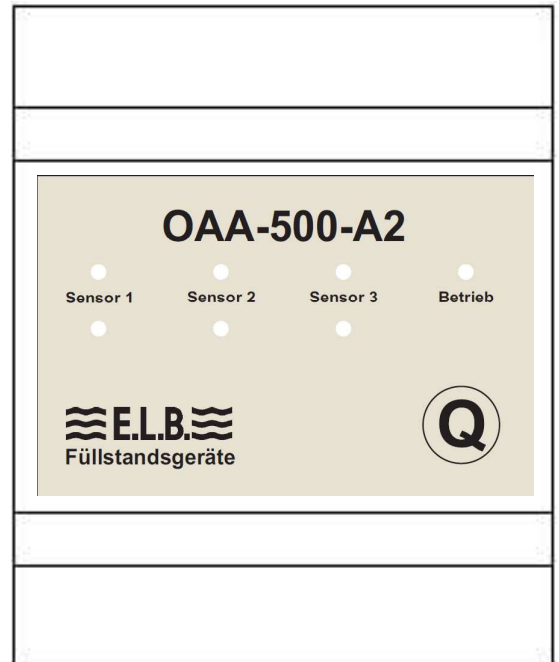 OAA-500-A2
Sensor 1 Sensor 2 Sensor 3 Betrieb
E.L.B.
Füllstandsgeräte
Q